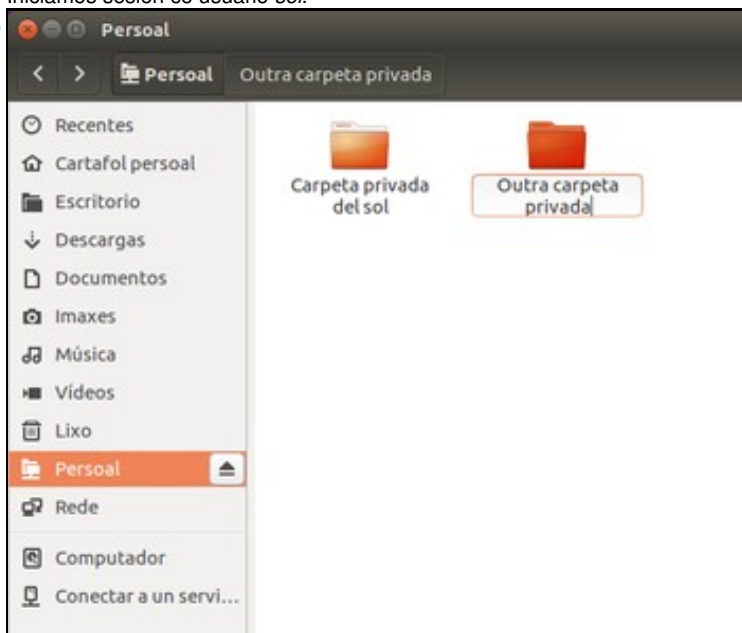 Iniciamos sesión co usuario sol.
Persoal
Persoal Outra carpeta privada
Recentes
Cartafol persoal
Escritorio
Descargas
Documentos
Imaxes
Música
Vídeos
Lixo
Persoal
Rede
Computador
Conectar a un servi...
Carpeta privada
del sol
Outra carpeta
privada